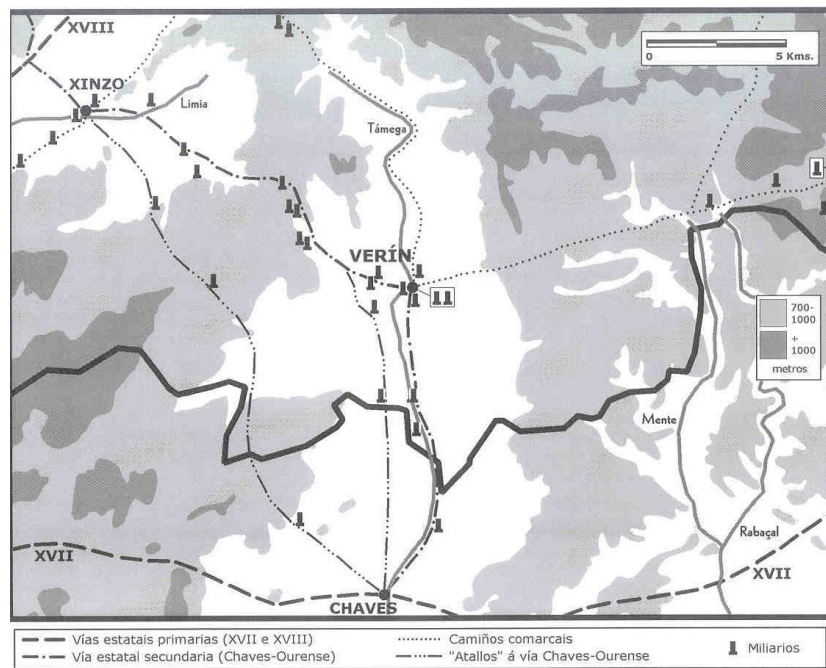 XVIII
XINZO
Limia
Támega
0 5 Kms.
VERÍN
700-
1000
+
1000
metros
Mente
Rabaçal
XVII
XVII
CHAVES
Vías estatais primarias (XVII e XVIII)
Vía estatal secundaria (Chaves-Ourense)
Camiños comarcais
"Atallos" á vía Chaves-Ourense
Miliarios